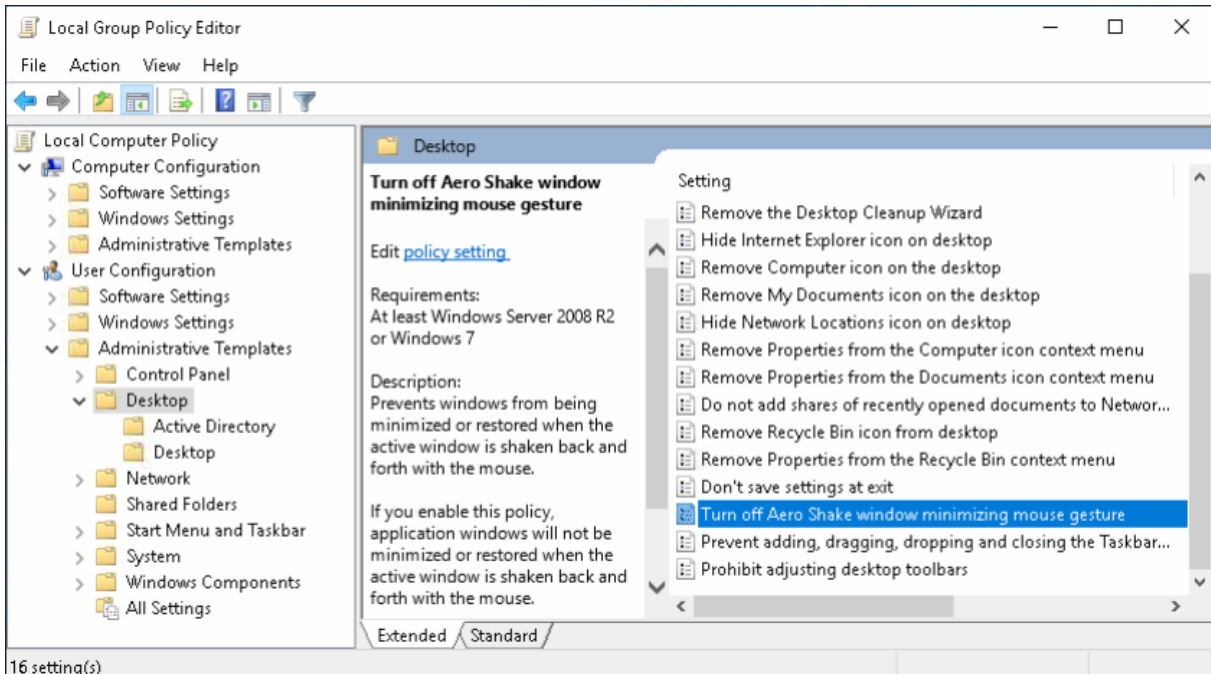 Local Group Policy Editor
File Action View Help
Local Computer Policy
Computer Configuration
Software Settings
Windows Settings
Administrative Templates
User Configuration
Software Settings
Windows Settings
Administrative Templates
Control Panel
Desktop
Active Directory
Desktop
Network
Shared Folders
Start Menu and Taskbar
System
Windows Components
All Settings
Desktop
Turn off Aero Shake window
minimizing mouse gesture
Edit policy setting
Requirements:
At least Windows Server 2008 R2
or Windows 7
Description:
Prevents windows from being
minimized or restored when the
active window is shaken back and
forth with the mouse.
If you enable this policy,
application windows will not be
minimized or restored when the
active window is shaken back and
forth with the mouse.
Setting
Remove the Desktop Cleanup Wizard
Hide Internet Explorer icon on desktop
Remove Computer icon on the desktop
Remove My Documents icon on the desktop
Hide Network Locations icon on desktop
Remove Properties from the Computer icon context menu
Remove Properties from the Documents icon context menu
Do not add shares of recently opened documents to Networ...
Remove Recycle Bin icon from desktop
Remove Properties from the Recycle Bin context menu
Don't save settings at exit
Turn off Aero Shake window minimizing mouse gesture
Prevent adding, dragging, dropping and closing the Taskbar...
Prohibit adjusting desktop toolbars
Extended Standard
16 setting(s)